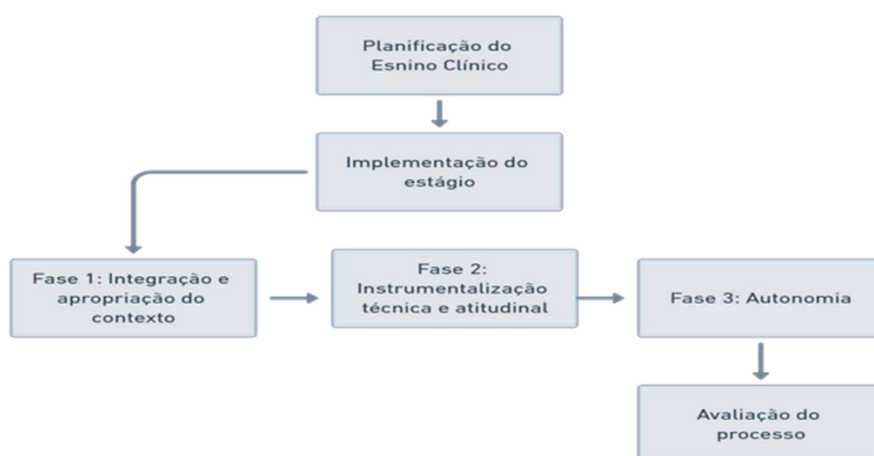 Planificação do
Esnino Clínico
Implementação do
estágio
Fase 1: Integração e
apropriação do
contexto
Fase 2:
Instrumentalização
técnica e atitudinal
Fase 3: Autonomia
Avaliação do
processo